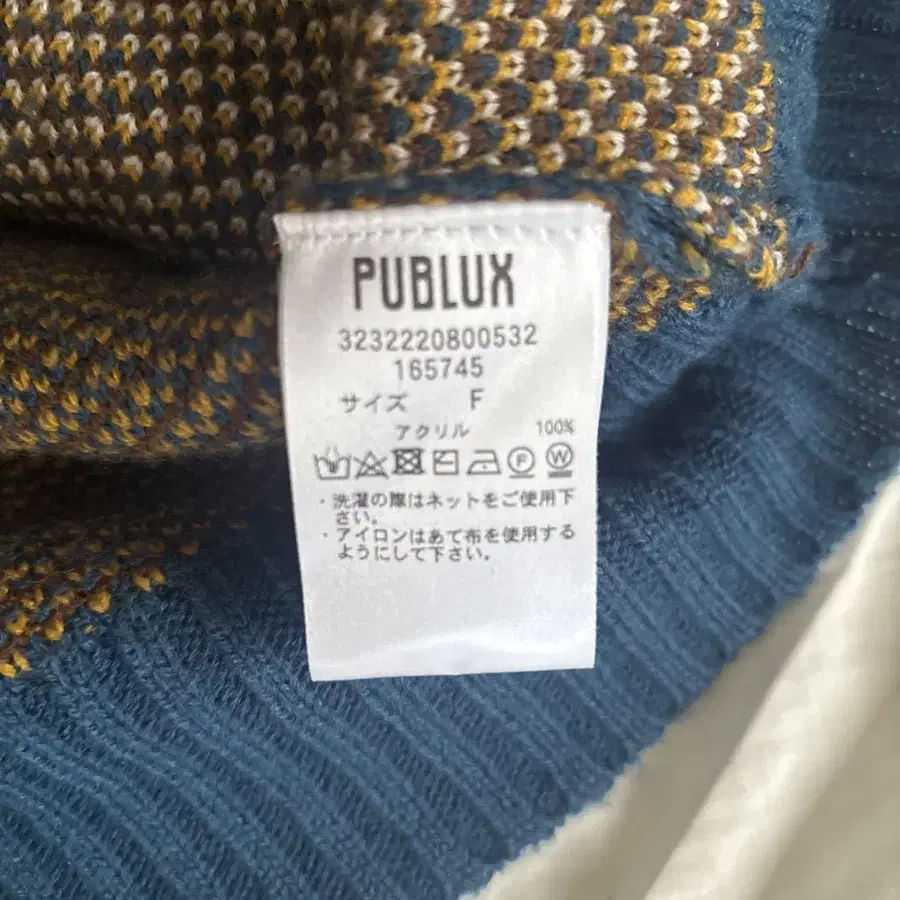 PUBLUX
3232220800532
165745
サイズ F
アクリル 100%
F W
・洗濯の際はネットをご使用下
さい。
・アイロンはあて布を使用する
ようにして下さい。